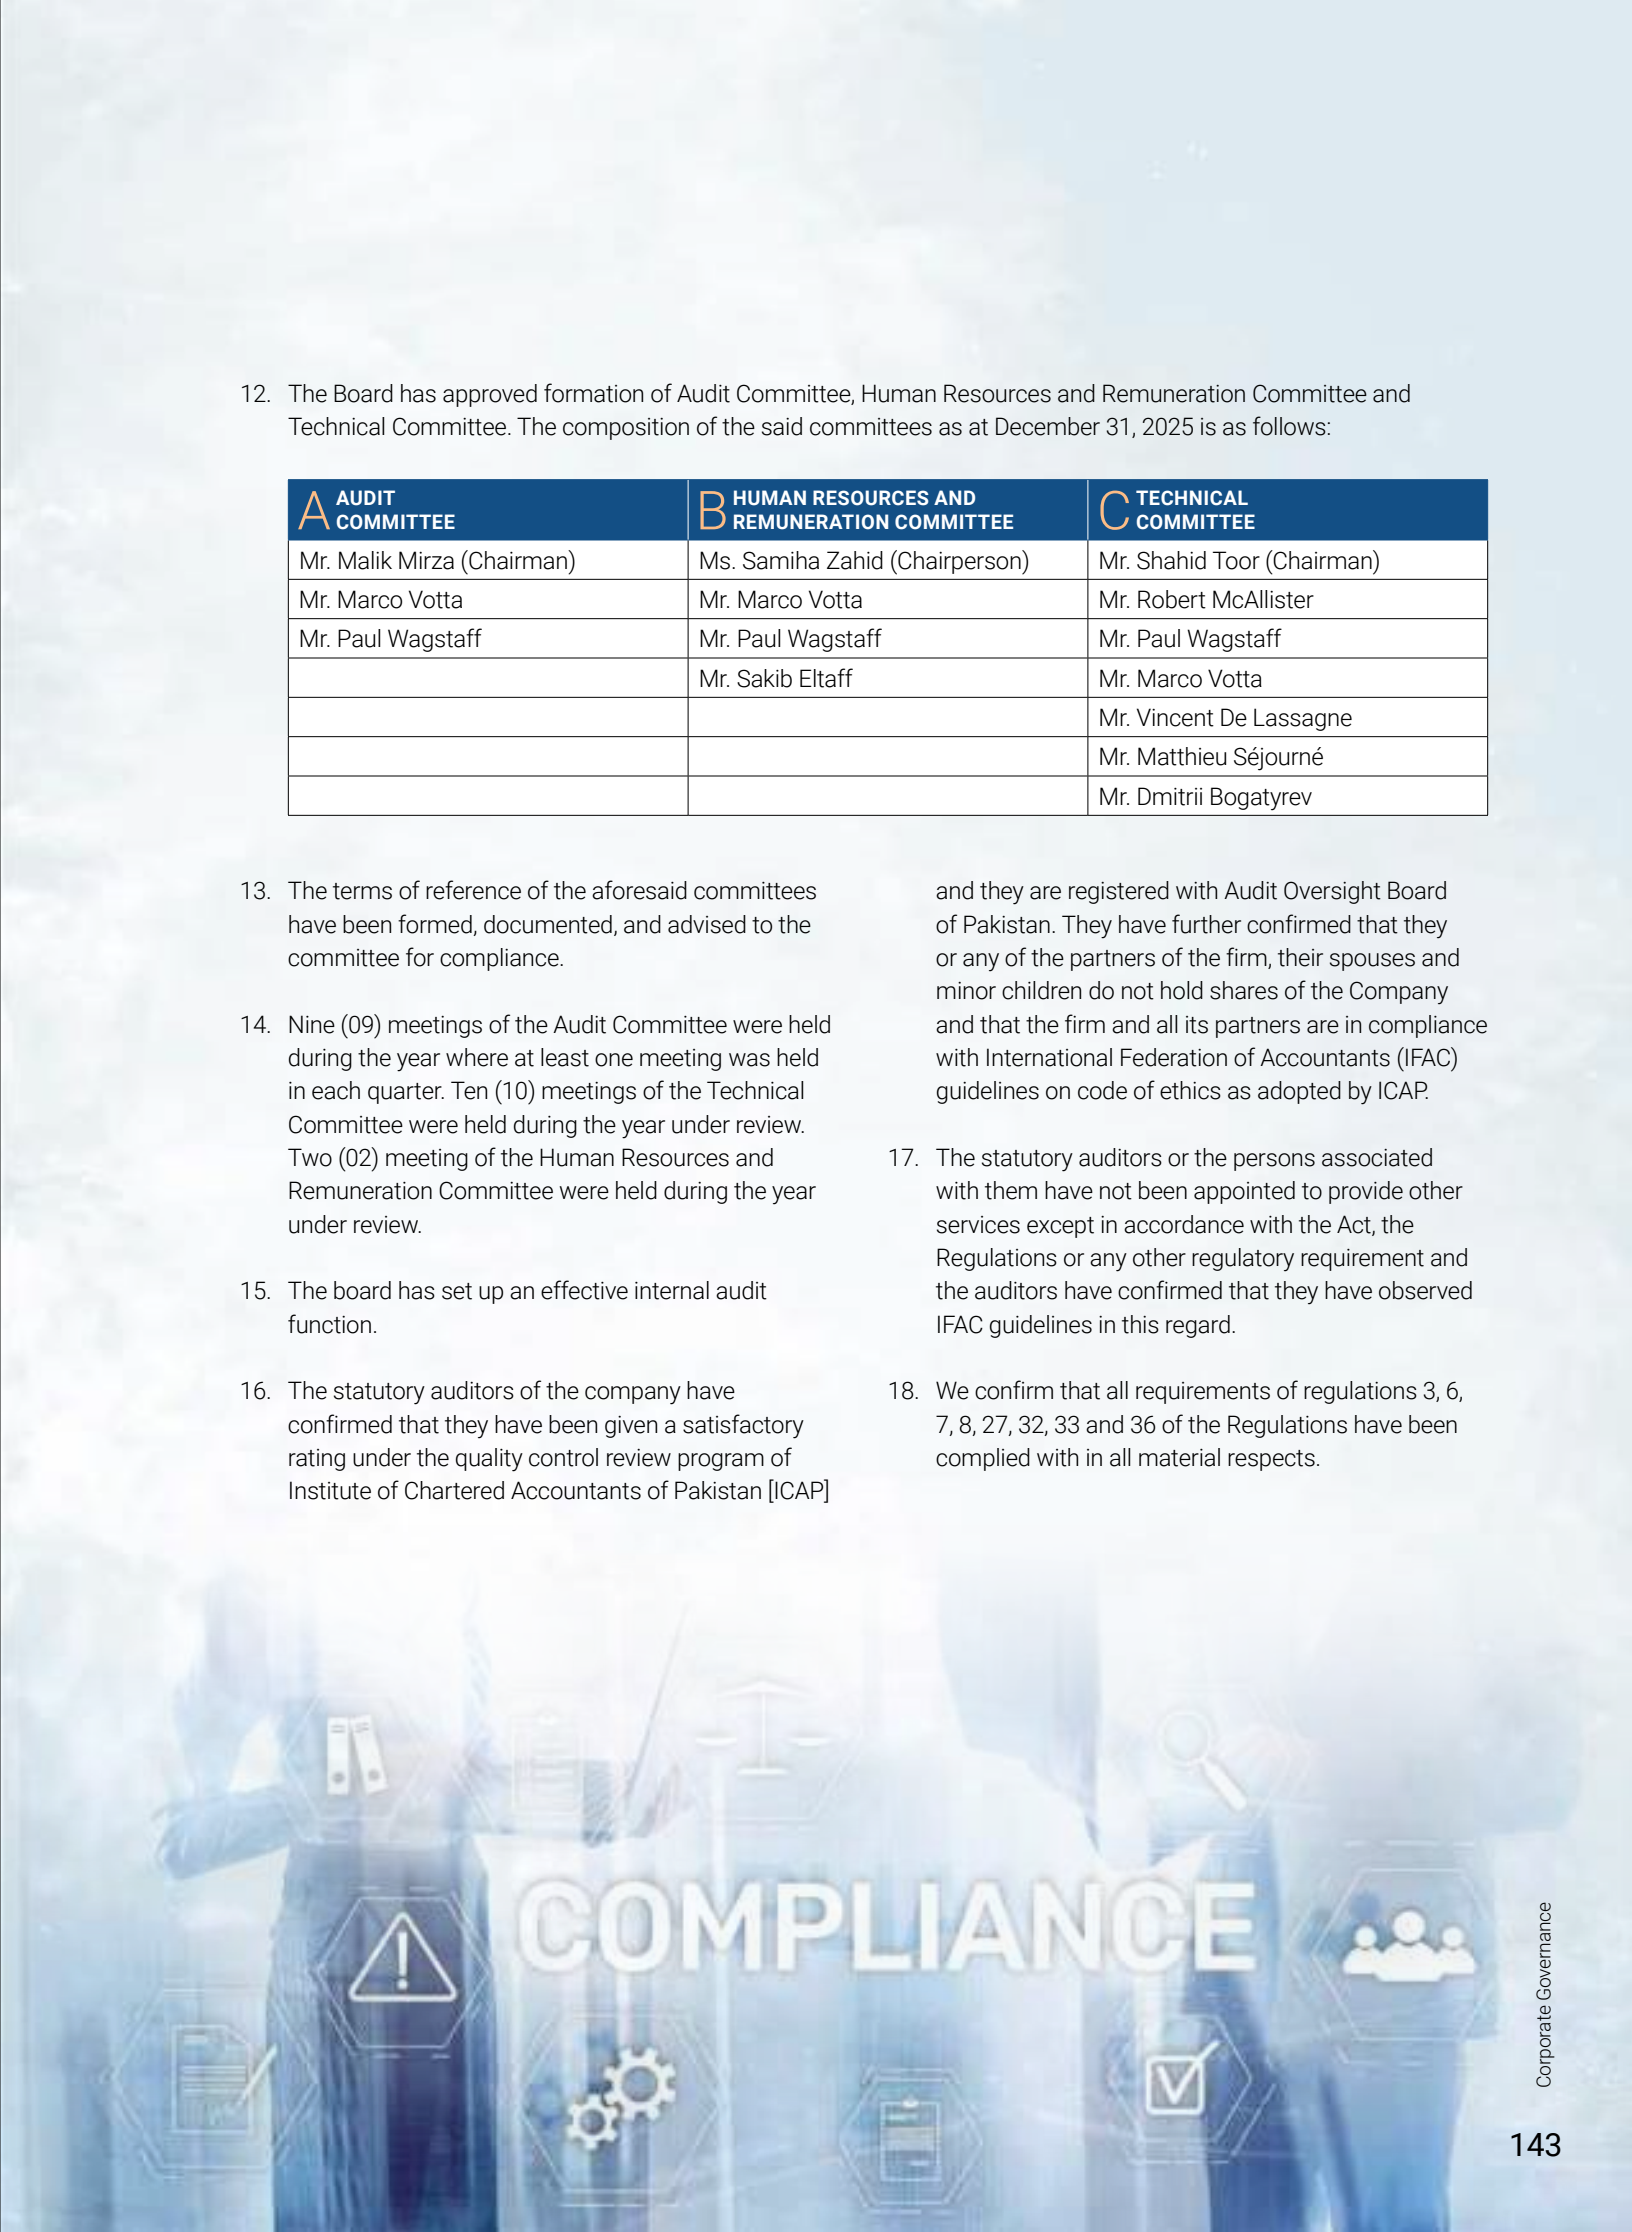 12. The Board has approved formation of Audit Committee, Human Resources and Remuneration Committee and
Technical Committee. The composition of the said committees as at December 31, 2025 is as follows:
A AUDIT COMMITTEE
B HUMAN RESOURCES AND REMUNERATION COMMITTEE
C TECHNICAL COMMITTEE
Mr. Malik Mirza (Chairman) Ms. Samiha Zahid (Chairperson) Mr. Shahid Toor (Chairman)
Mr. Marco Votta Mr. Marco Votta Mr. Robert McAllister
Mr. Paul Wagstaff Mr. Paul Wagstaff Mr. Paul Wagstaff
Mr. Sakib Eltaff Mr. Marco Votta
Mr. Vincent De Lassagne
Mr. Matthieu Séjourné
Mr. Dmitrii Bogatyrev
13. The terms of reference of the aforesaid committees
have been formed, documented, and advised to the
committee for compliance.
14. Nine (09) meetings of the Audit Committee were held
during the year where at least one meeting was held
in each quarter. Ten (10) meetings of the Technical
Committee were held during the year under review.
Two (02) meeting of the Human Resources and
Remuneration Committee were held during the year
under review.
15. The board has set up an effective internal audit
function.
16. The statutory auditors of the company have
confirmed that they have been given a satisfactory
rating under the quality control review program of
Institute of Chartered Accountants of Pakistan [ICAP]
and they are registered with Audit Oversight Board
of Pakistan. They have further confirmed that they
or any of the partners of the firm, their spouses and
minor children do not hold shares of the Company
and that the firm and all its partners are in compliance
with International Federation of Accountants (IFAC)
guidelines on code of ethics as adopted by ICAP.
17. The statutory auditors or the persons associated
with them have not been appointed to provide other
services except in accordance with the Act, the
Regulations or any other regulatory requirement and
the auditors have confirmed that they have observed
IFAC guidelines in this regard.
18. We confirm that all requirements of regulations 3, 6,
7, 8, 27, 32, 33 and 36 of the Regulations have been
complied with in all material respects.
COMPLIANCE
Corporate Governance
143